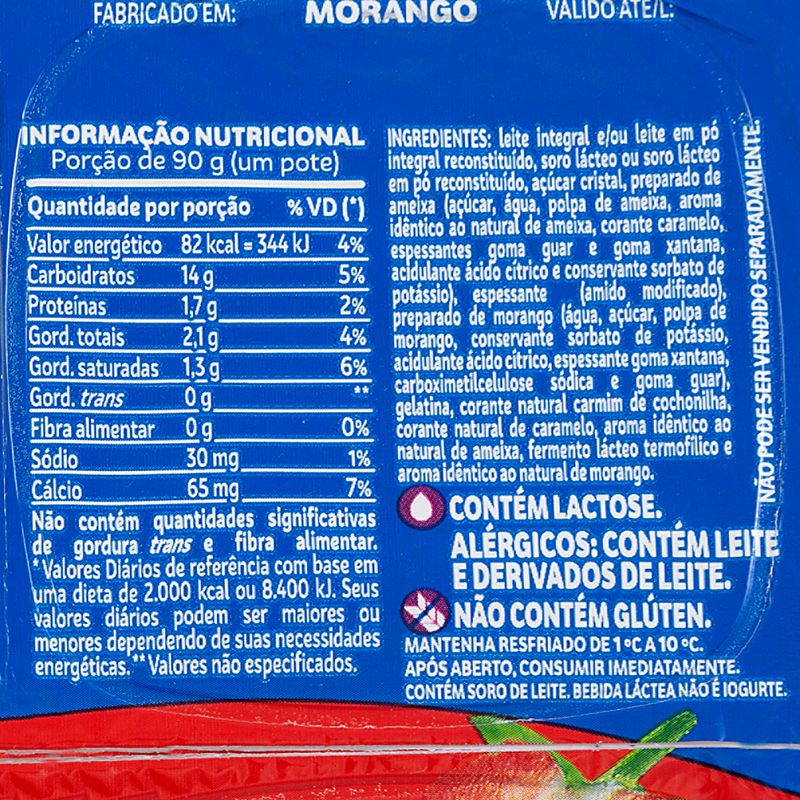 FABRICADO EM:
MORANGO
VÁLIDO ATÉ/L:
INFORMAÇÃO NUTRICIONAL
Porção de 90 g (um pote)
Quantidade por porção % VD (*)
Valor energético 82 kcal = 344 kJ 4%
Carboidratos 14 g 5%
Proteínas 1,7 g 2%
Gord. totais 2,1 g 4%
Gord. saturadas 1,3 g 6%
Gord. trans 0 g **
Fibra alimentar 0 g 0%
Sódio 30 mg 1%
Cálcio 65 mg 7%
Não contém quantidades significativas
de gordura trans e fibra alimentar.
*Valores Diários de referência com base em
uma dieta de 2.000 kcal ou 8.400 kJ. Seus
valores diários podem ser maiores ou
menores dependendo de suas necessidades
energéticas.**Valores não especificados.
INGREDIENTES: leite integral e/ou leite em pó
integral reconstituído, soro lácteo ou soro lácteo
em pó reconstituído, açúcar cristal, preparado de
ameixa (açúcar, água, polpa de ameixa, aroma
idêntico ao natural de ameixa, corante caramelo,
espessantes goma guar e goma xantana,
acidulante ácido cítrico e conservante sorbato de
potássio), espessante (amido modificado),
preparado de morango (água, açúcar, polpa de
morango, conservante sorbato de potássio,
acidulante ácido cítrico, espessante goma xantana,
carboximetilcelulose sódica e goma guar),
gelatina, corante natural carmim de cochonilha,
corante natural de caramelo, aroma idêntico ao
natural de ameixa, fermento lácteo termofílico e
aroma idêntico ao natural de morango.
CONTÉM LACTOSE.
ALÉRGICOS: CONTÉM LEITE
E DERIVADOS DE LEITE.
NÃO CONTÉM GLÚTEN.
MANTENHA RESFRIADO DE 1 ºC A 10 ºC.
APÓS ABERTO, CONSUMIR IMEDIATAMENTE.
CONTÉM SORO DE LEITE. BEBIDA LÁCTEA NÃO É IOGURTE.
NÃO PODE SER VENDIDO SEPARADAMENTE.